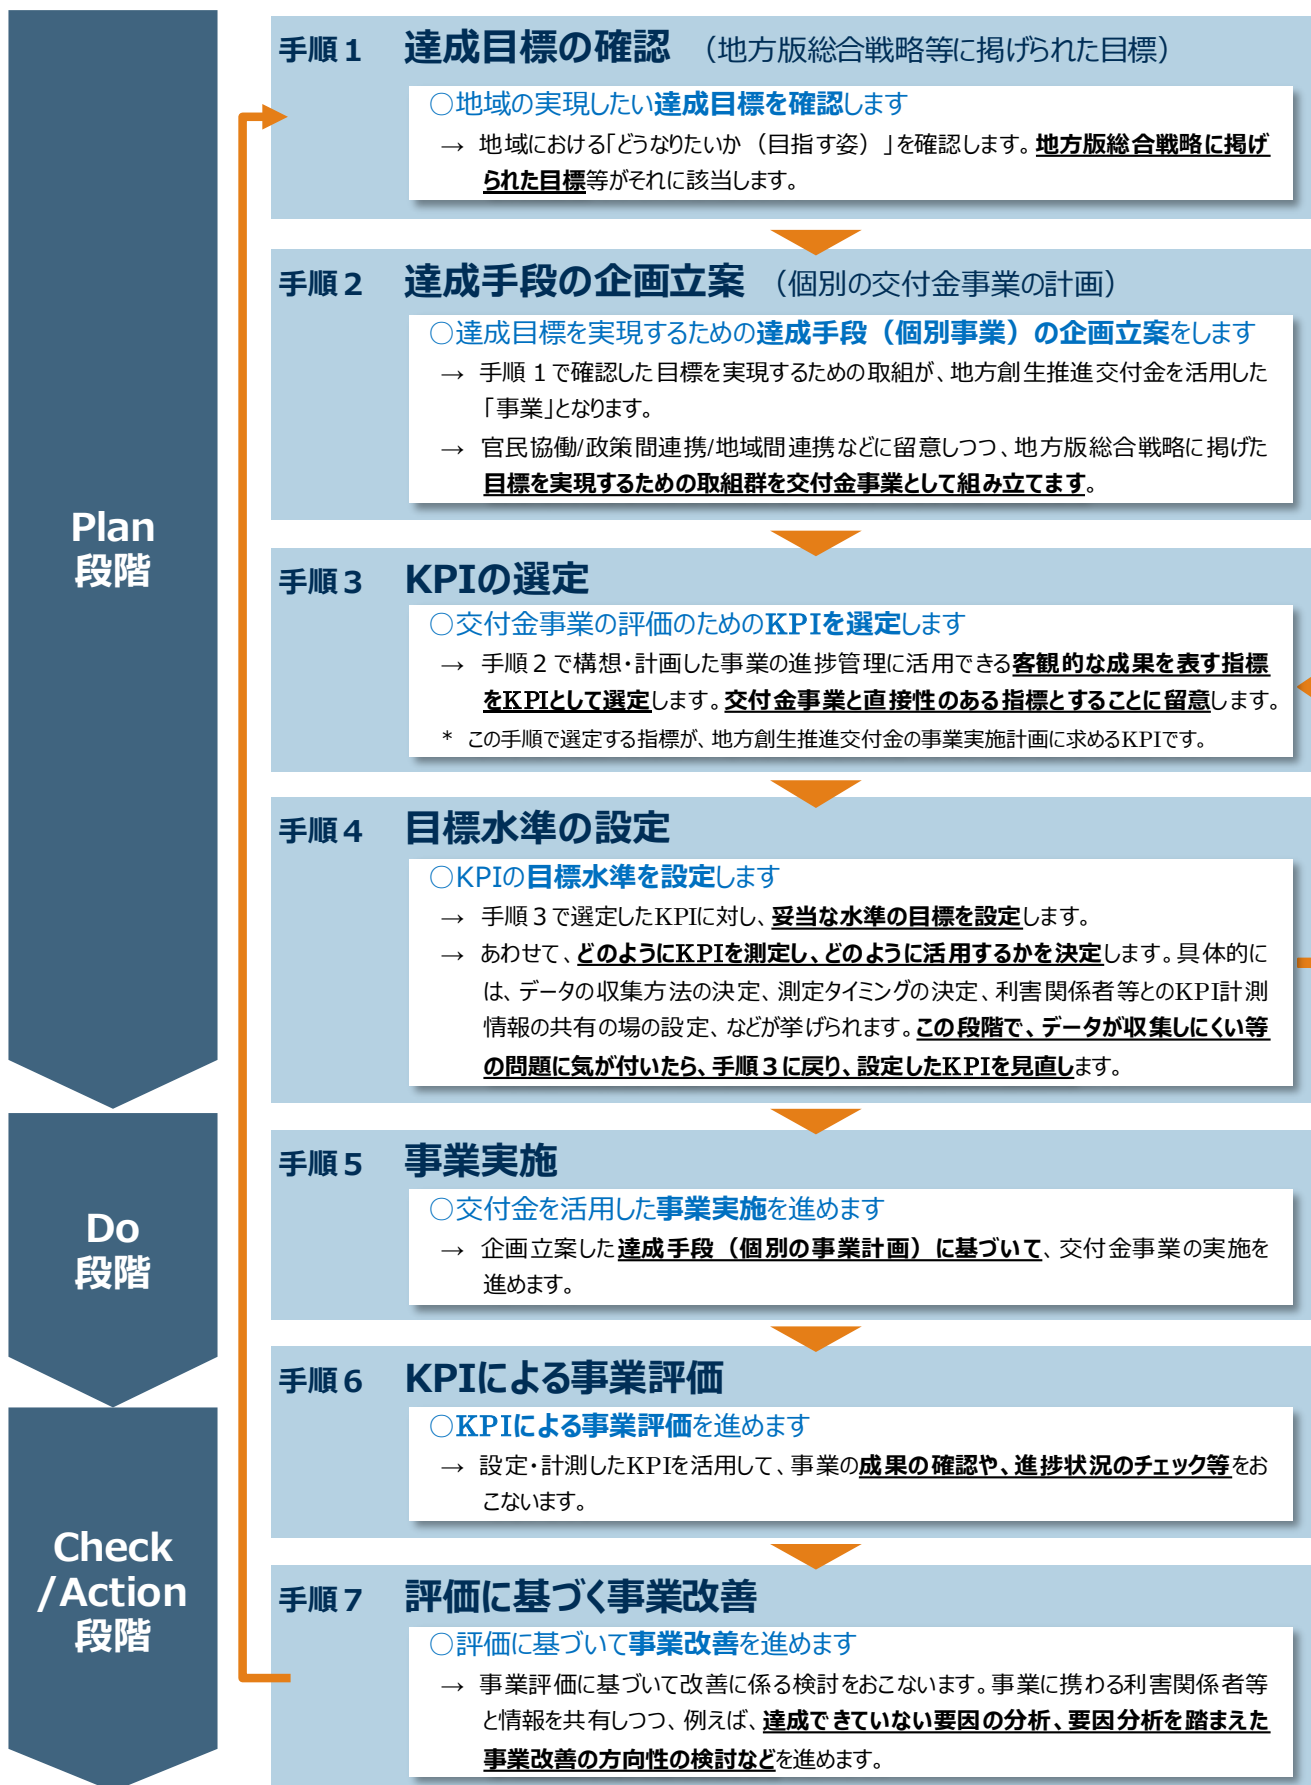 Plan
段階
Do
段階
Check
/Action
段階
手順1 達成目標の確認 （地方版総合戦略等に掲げられた目標）
○地域の実現したい達成目標を確認します
→ 地域における「どうなりたいか（目指す姿）」を確認します。地方版総合戦略に掲げ
られた目標等がそれに該当します。
手順2 達成手段の企画立案 （個別の交付金事業の計画）
○達成目標を実現するための達成手段（個別事業）の企画立案をします
→ 手順1で確認した目標を実現するための取組が、地方創生推進交付金を活用した
「事業」となります。
→ 官民協働/政策間連携/地域間連携などに留意しつつ、地方版総合戦略に掲げた
目標を実現するための取組群を交付金事業として組み立てます。
手順3 KPIの選定
○交付金事業の評価のためのKPIを選定します
→ 手順2で構想・計画した事業の進捗管理に活用できる客観的な成果を表す指標
をKPIとして選定します。交付金事業と直接性のある指標とすることに留意します。
* この手順で選定する指標が、地方創生推進交付金の事業実施計画に求めるKPIです。
手順4 目標水準の設定
○KPIの目標水準を設定します
→ 手順3で選定したKPIに対し、妥当な水準の目標を設定します。
→ あわせて、どのようにKPIを測定し、どのように活用するかを決定します。具体的に
は、データの収集方法の決定、測定タイミングの決定、利害関係者等とのKPI計測
情報の共有の場の設定、などが挙げられます。この段階で、データが収集しにくい等
の問題に気が付いたら、手順3に戻り、設定したKPIを見直します。
手順5 事業実施
○交付金を活用した事業実施を進めます
→ 企画立案した達成手段（個別の事業計画）に基づいて、交付金事業の実施を
進めます。
手順6 KPIによる事業評価
○KPIによる事業評価を進めます
→ 設定・計測したKPIを活用して、事業の成果の確認や、進捗状況のチェック等をお
こないます。
手順7 評価に基づく事業改善
○評価に基づいて事業改善を進めます
→ 事業評価に基づいて改善に係る検討をおこないます。事業に携わる利害関係者等
と情報を共有しつつ、例えば、達成できていない要因の分析、要因分析を踏まえた
事業改善の方向性の検討などを進めます。